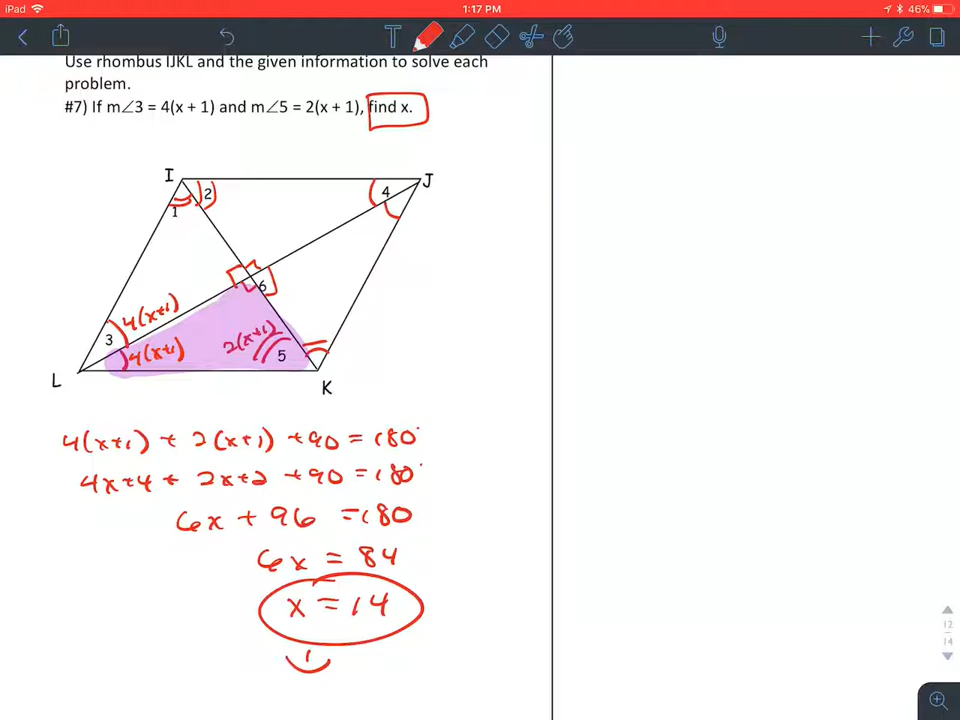 iPad 1:17 PM 46%
T
Use rhombus IJKL and the given information to solve each
problem.
#7) If m∠3 = 4(x + 1) and m∠5 = 2(x + 1), find x.
I
J
2
4
1
6
4(x+1)
3
4(x+1)
2(x+1)
5
L
K
4(x+1) + 2(x+1) +90 = 180
4x+4 + 2x+2 +90 = 180
6x + 96 = 180
6x = 84
x = 14
12
14